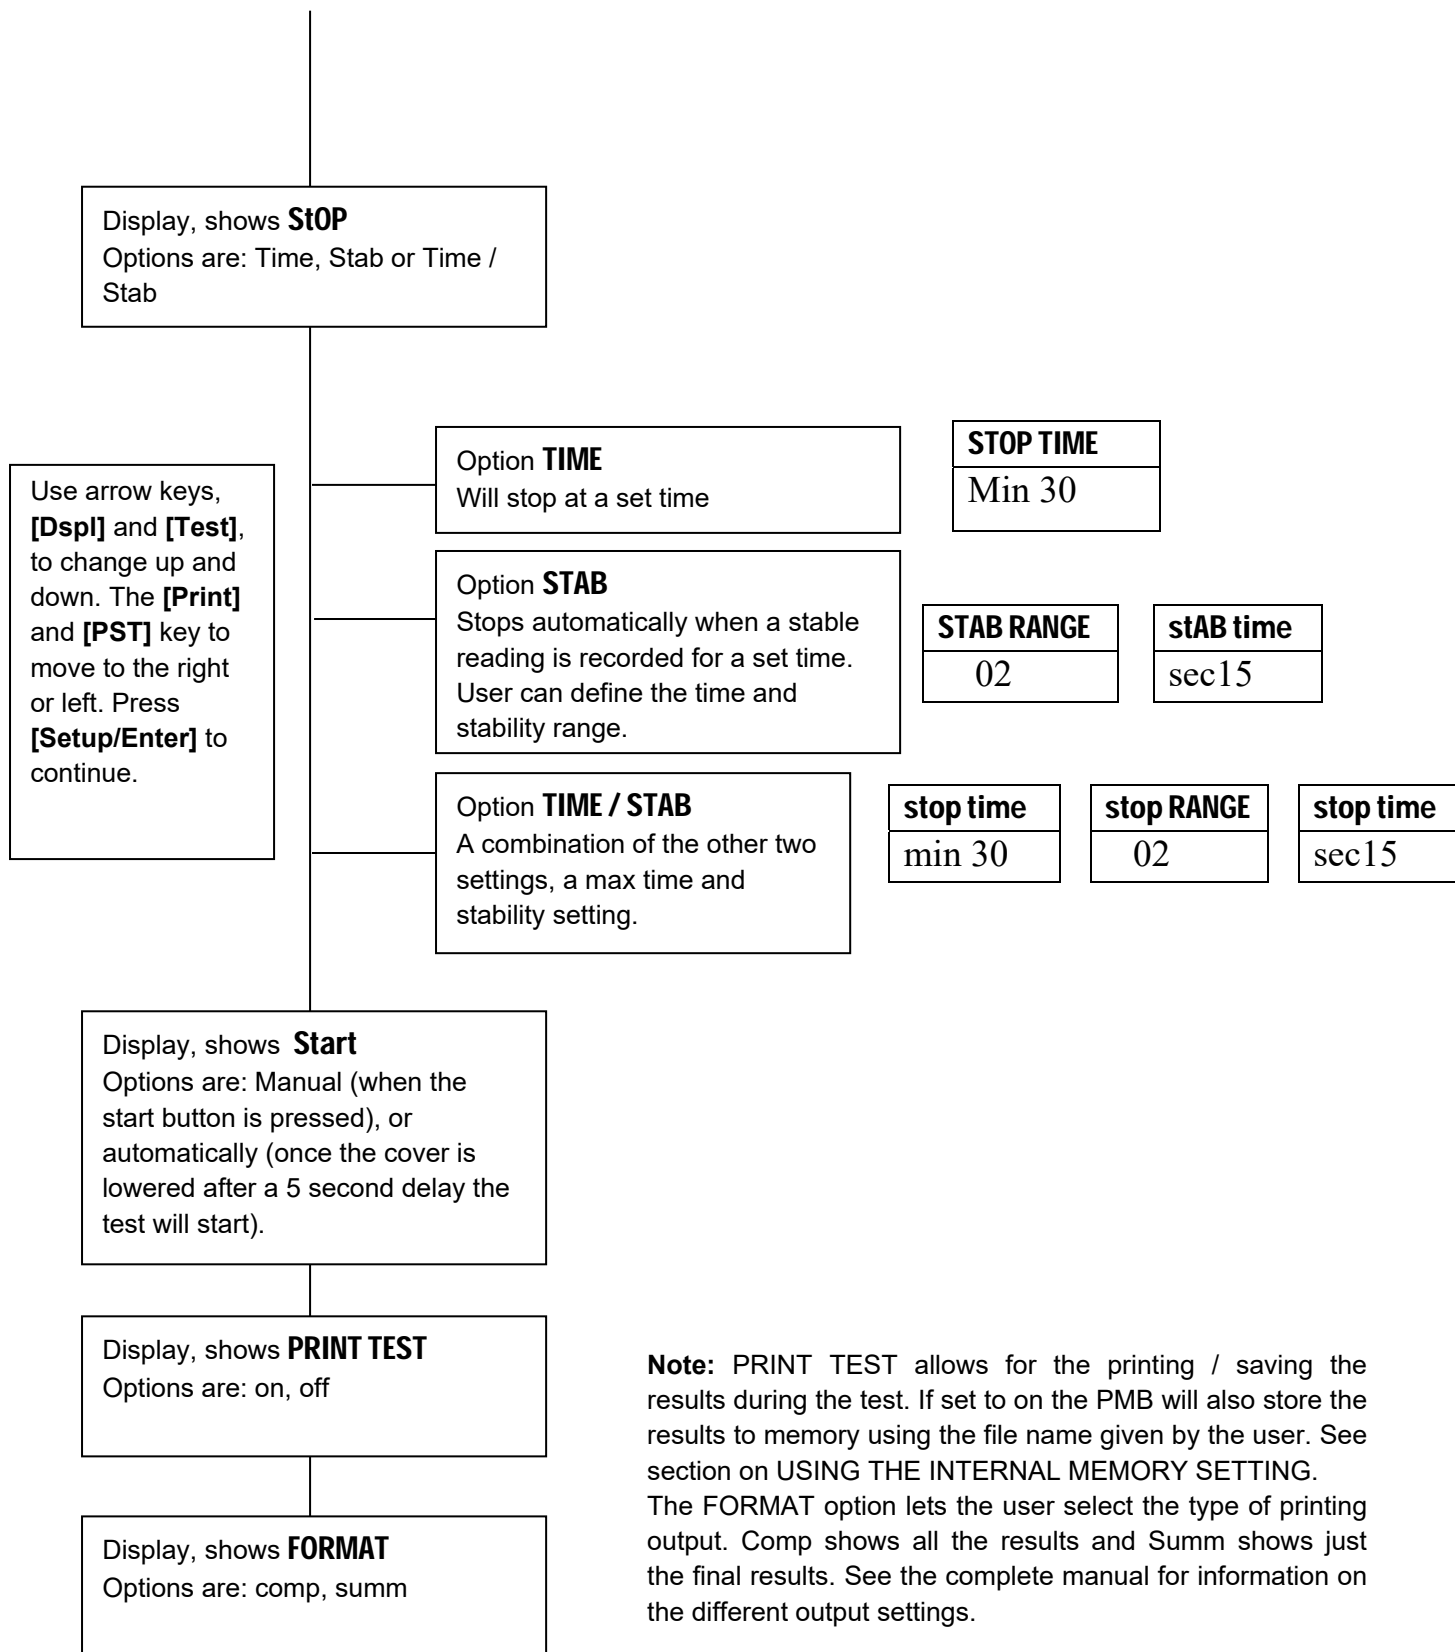 Display, shows StOP
Options are: Time, Stab or Time /
Stab
Use arrow keys,
[Dspl] and [Test],
to change up and
down. The [Print]
and [PST] key to
move to the right
or left. Press
[Setup/Enter] to
continue.
Option TIME
Will stop at a set time
STOP TIME
Min 30
Option STAB
Stops automatically when a stable
reading is recorded for a set time.
User can define the time and
stability range.
STAB RANGE
02
stAB time
sec15
Option TIME / STAB
A combination of the other two
settings, a max time and
stability setting.
stop time
min 30
stop RANGE
02
stop time
sec15
Display, shows Start
Options are: Manual (when the
start button is pressed), or
automatically (once the cover is
lowered after a 5 second delay the
test will start).
Display, shows PRINT TEST
Options are: on, off
Display, shows FORMAT
Options are: comp, summ
Note: PRINT TEST allows for the printing / saving the
results during the test. If set to on the PMB will also store the
results to memory using the file name given by the user. See
section on USING THE INTERNAL MEMORY SETTING.
The FORMAT option lets the user select the type of printing
output. Comp shows all the results and Summ shows just
the final results. See the complete manual for information on
the different output settings.